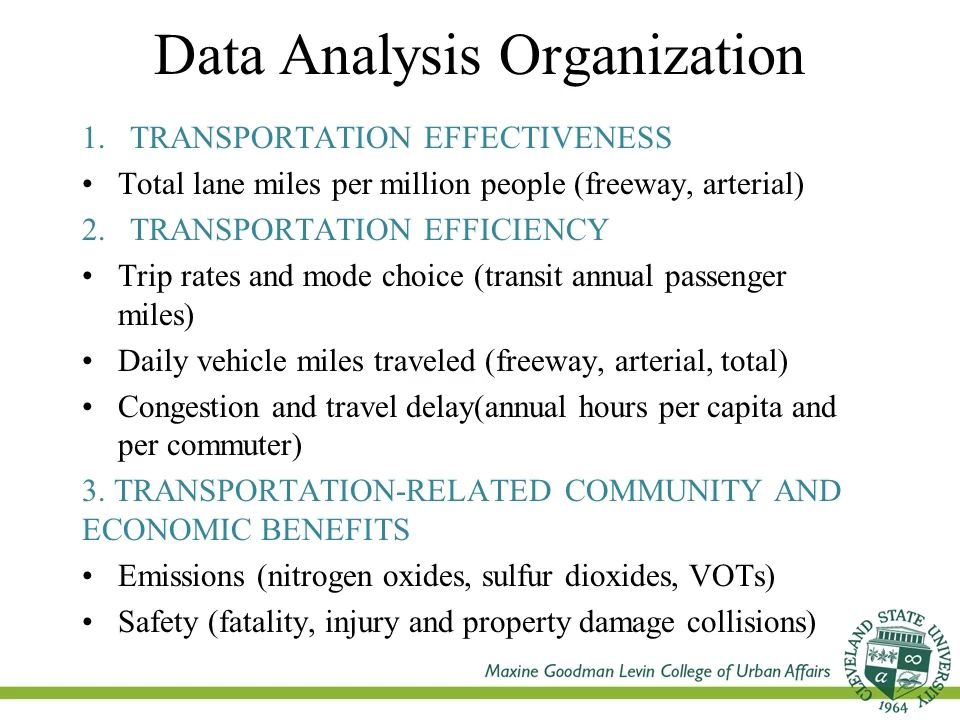 Data Analysis Organization
1. TRANSPORTATION EFFECTIVENESS
• Total lane miles per million people (freeway, arterial)
2. TRANSPORTATION EFFICIENCY
• Trip rates and mode choice (transit annual passenger
miles)
• Daily vehicle miles traveled (freeway, arterial, total)
• Congestion and travel delay(annual hours per capita and
per commuter)
3. TRANSPORTATION-RELATED COMMUNITY AND
ECONOMIC BENEFITS
• Emissions (nitrogen oxides, sulfur dioxides, VOTs)
• Safety (fatality, injury and property damage collisions)
Maxine Goodman Levin College of Urban Affairs
CLEVELAND STATE UNIVERSITY
1964